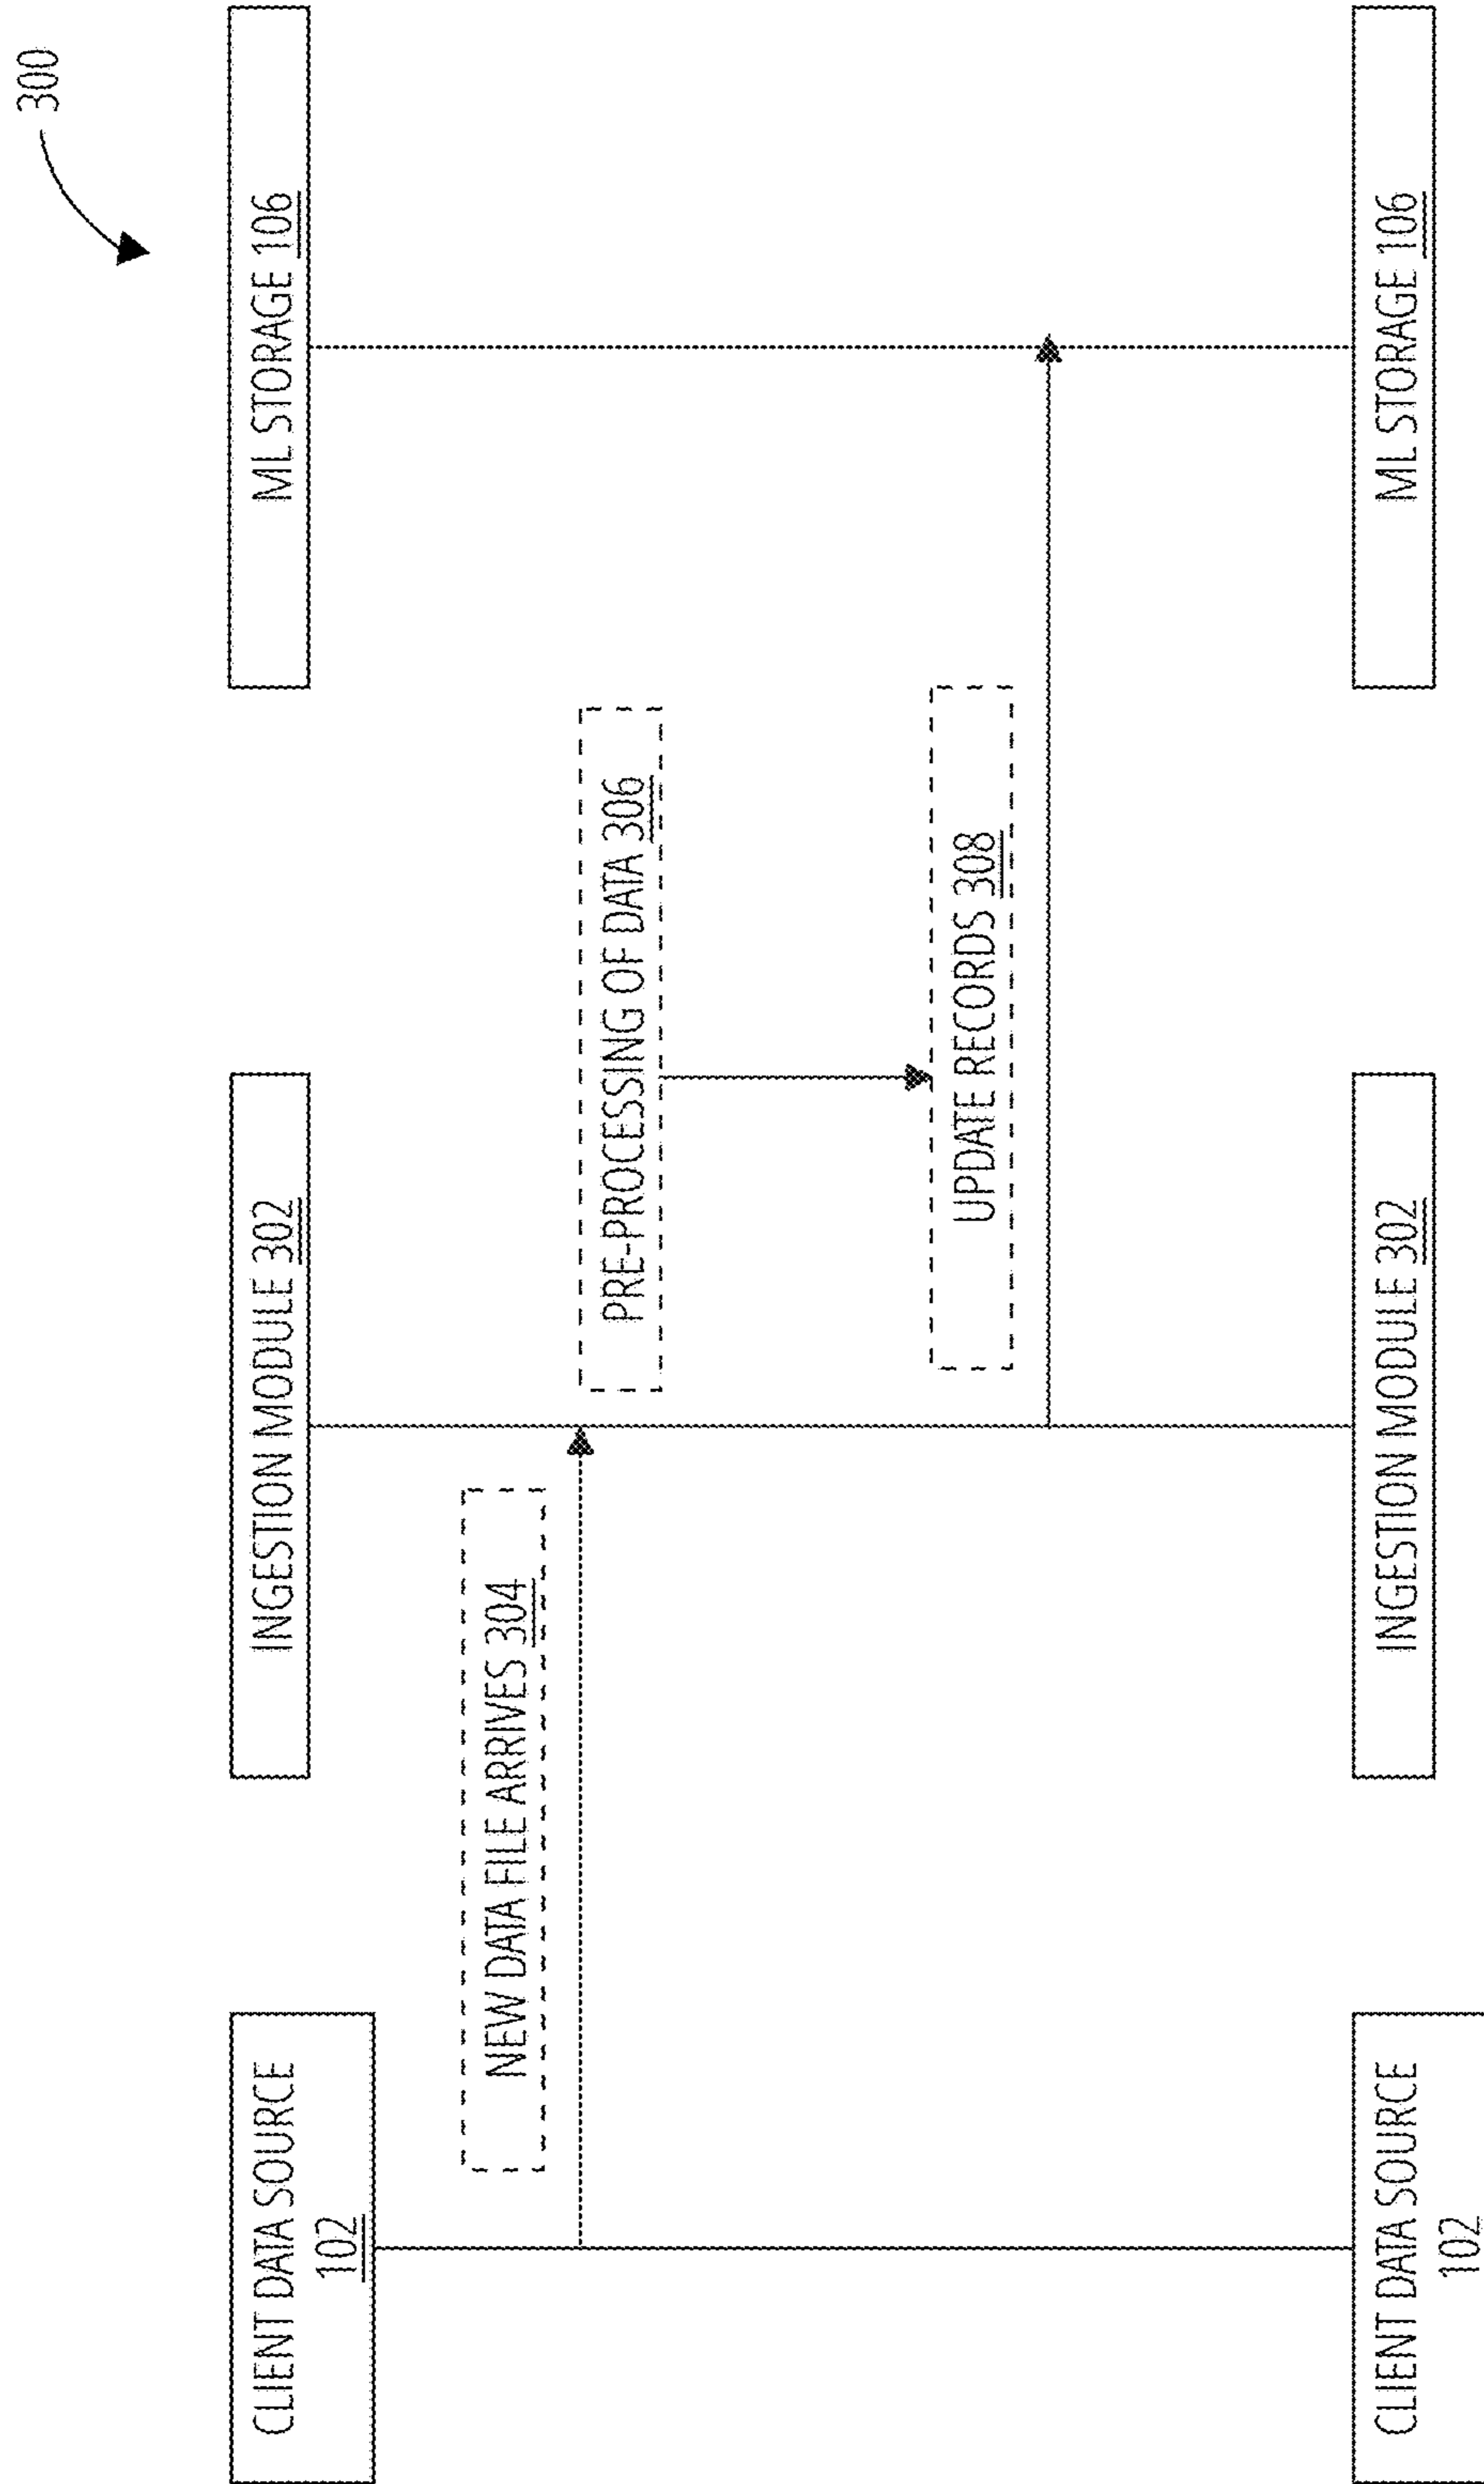 300
CLIENT DATA SOURCE
102
INGESTION MODULE 302
ML STORAGE 106
NEW DATA FILE ARRIVES 304
PRE-PROCESSING OF DATA 306
UPDATE RECORDS 308
CLIENT DATA SOURCE
102
INGESTION MODULE 302
ML STORAGE 106